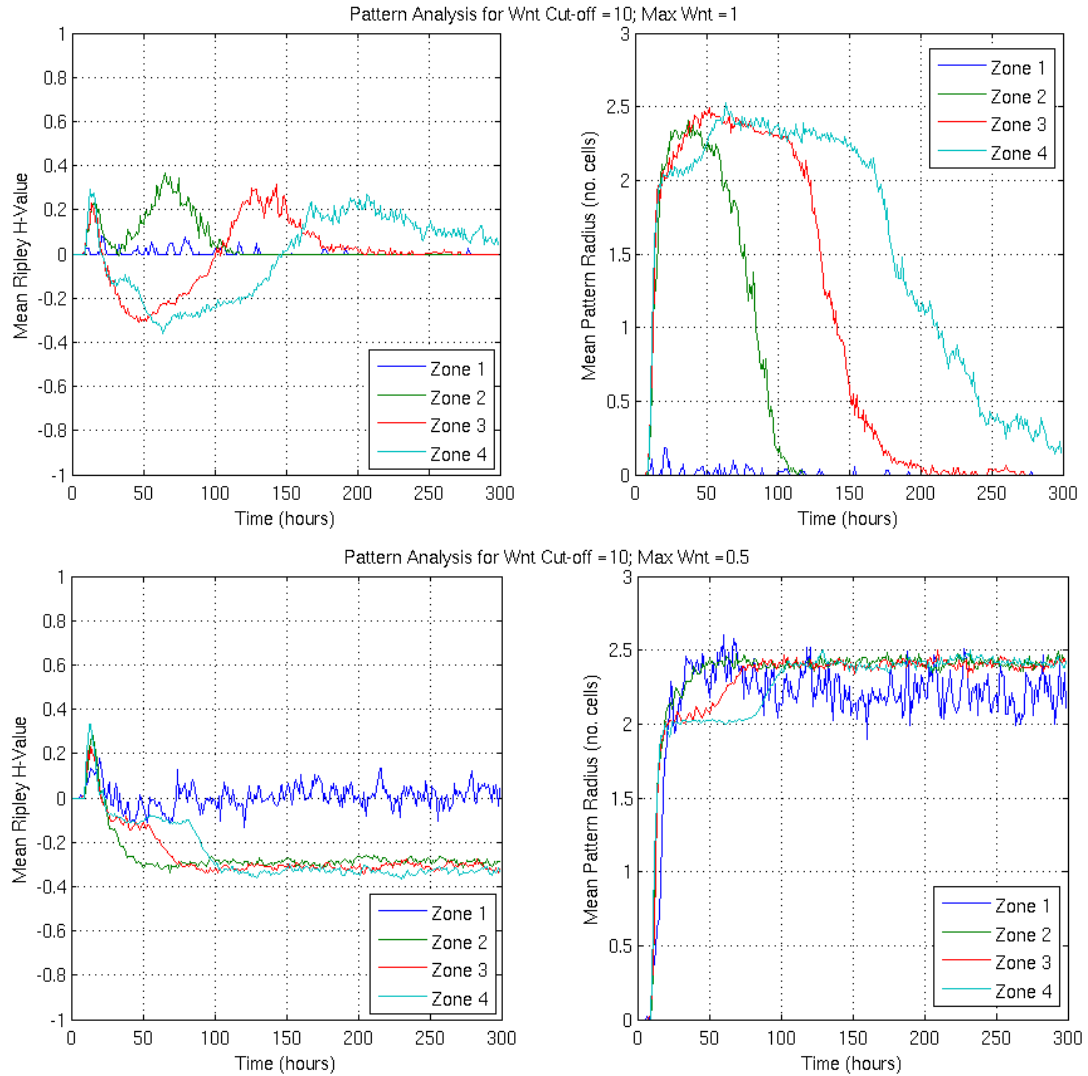 Pattern Analysis for Wnt Cut-off =10; Max Wnt =1
Mean Ripley H-Value
1
0.8
0.6
0.4
0.2
0
-0.2
-0.4
-0.6
-0.8
-1
0 50 100 150 200 250 300
Time (hours)
Zone 1
Zone 2
Zone 3
Zone 4
Mean Pattern Radius (no. cells)
3
2.5
2
1.5
1
0.5
0
0 50 100 150 200 250 300
Time (hours)
Zone 1
Zone 2
Zone 3
Zone 4
Pattern Analysis for Wnt Cut-off =10; Max Wnt =0.5
Mean Ripley H-Value
1
0.8
0.6
0.4
0.2
0
-0.2
-0.4
-0.6
-0.8
-1
0 50 100 150 200 250 300
Time (hours)
Zone 1
Zone 2
Zone 3
Zone 4
Mean Pattern Radius (no. cells)
3
2.5
2
1.5
1
0.5
0
0 50 100 150 200 250 300
Time (hours)
Zone 1
Zone 2
Zone 3
Zone 4